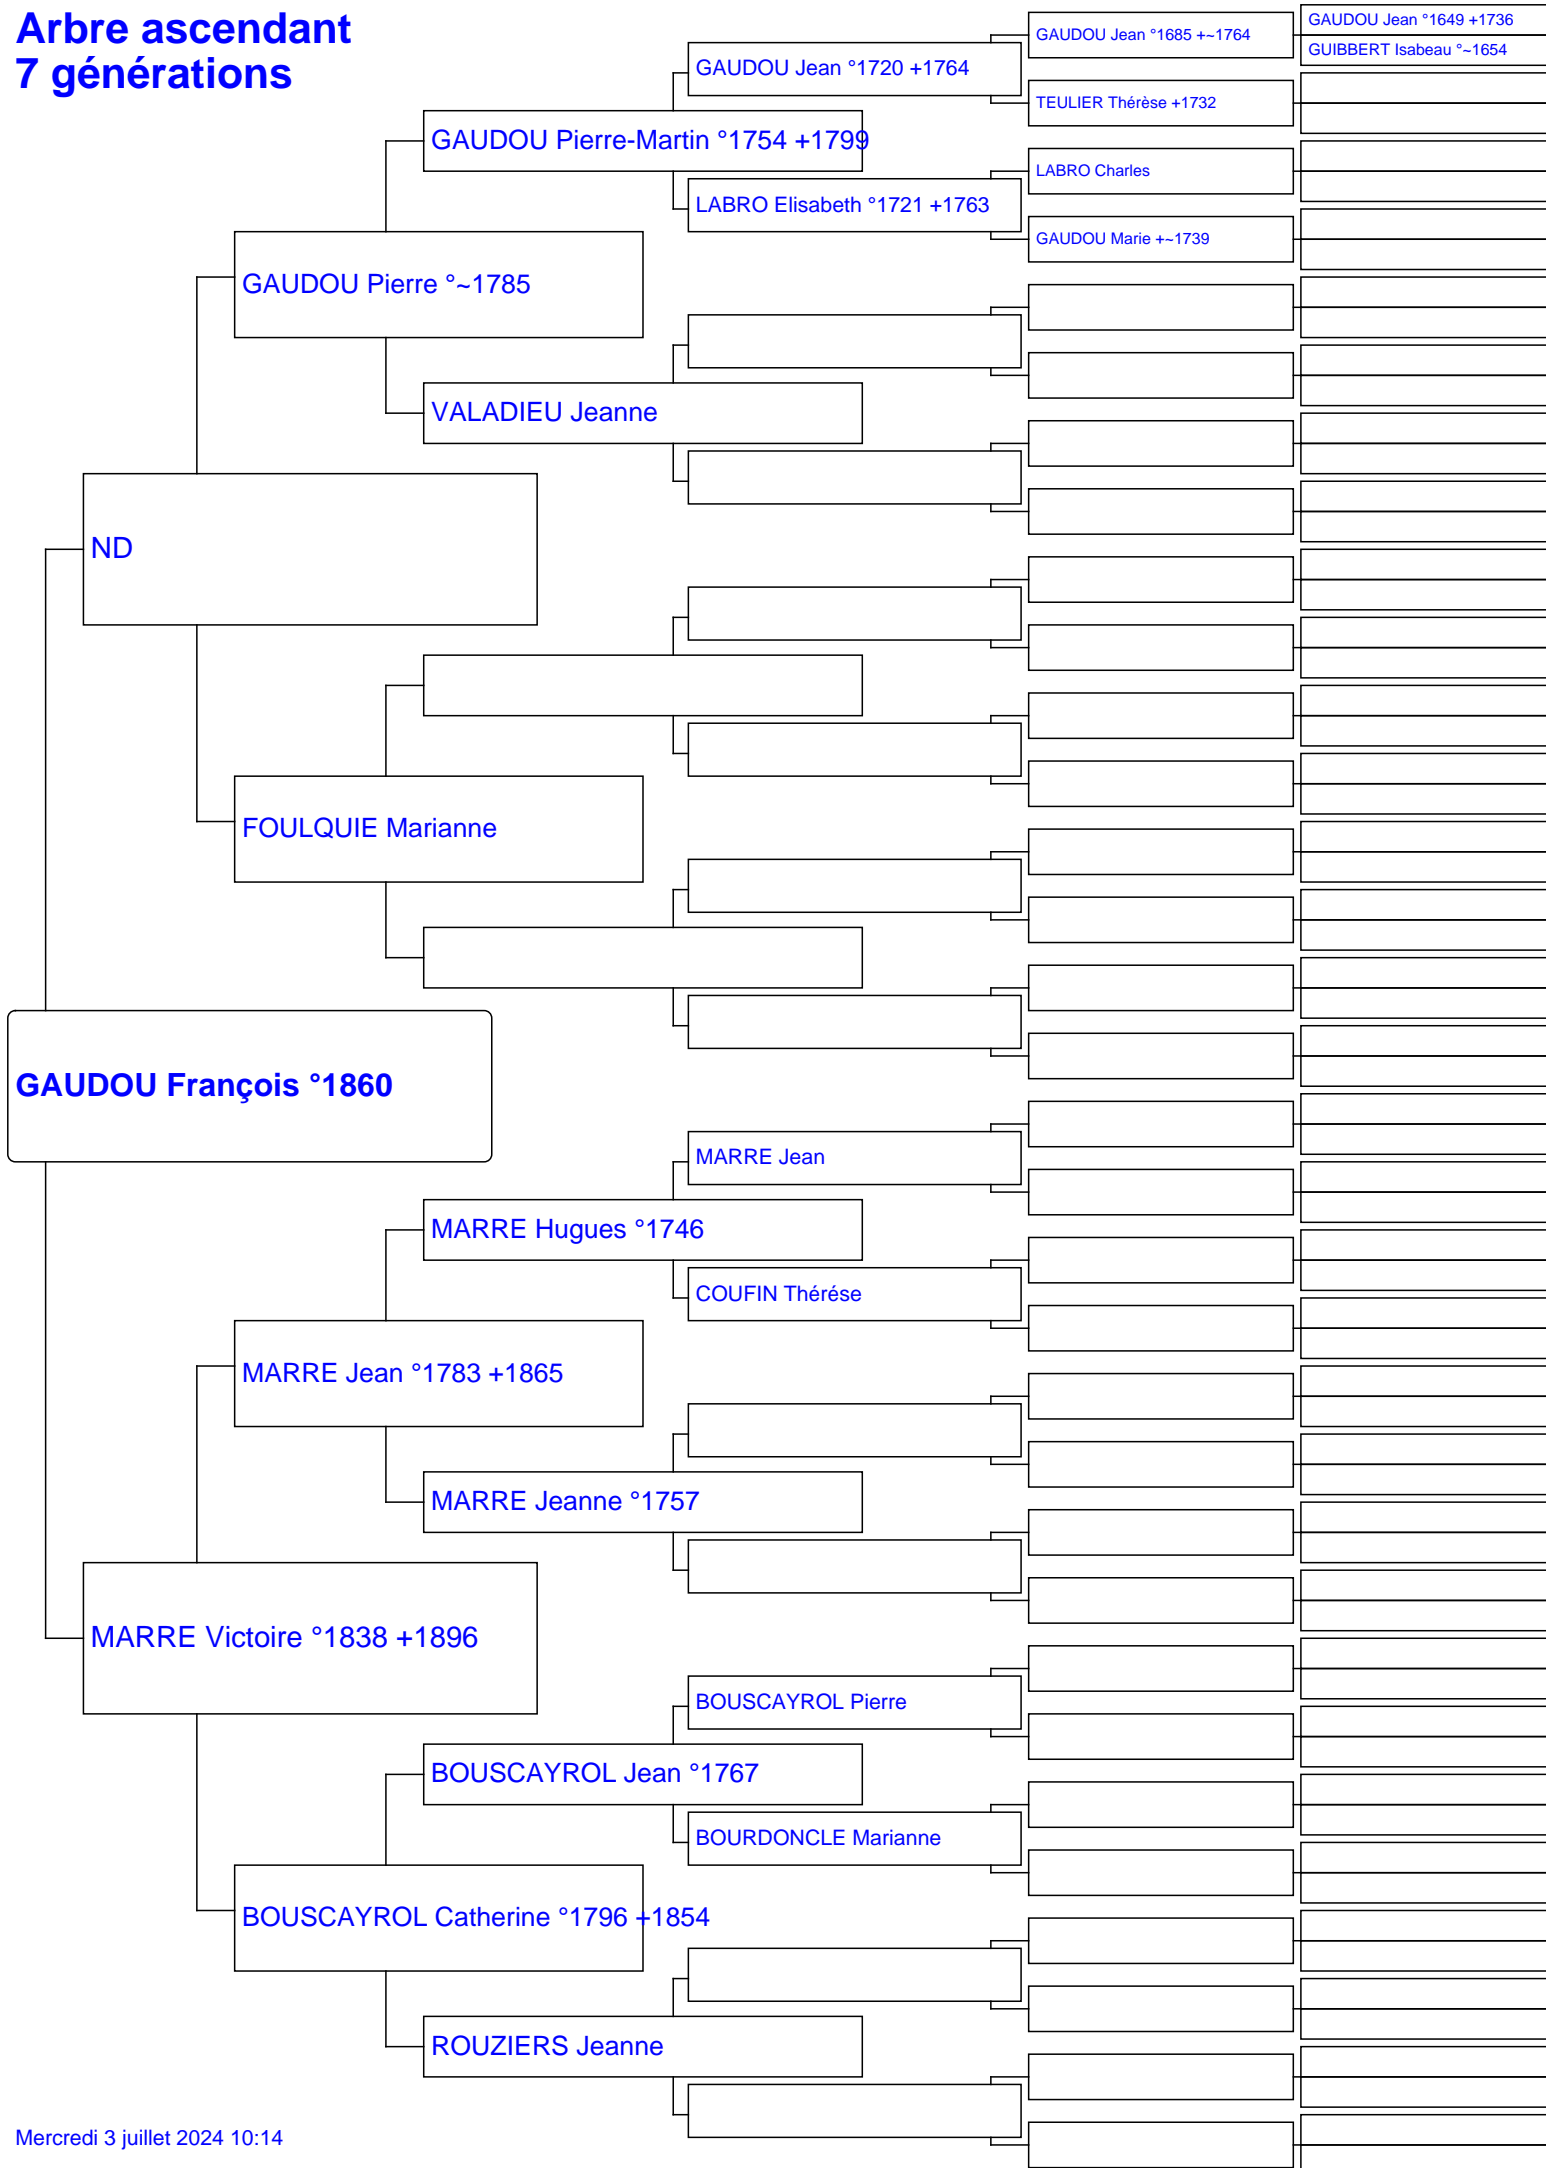 Arbre ascendant
7 générations
GAUDOU Jean °1649 +1736
GUIBBERT Isabeau °~1654
GAUDOU Jean °1685 +~1764
GAUDOU Jean °1720 +1764
TEULIER Thérèse +1732
GAUDOU Pierre-Martin °1754 +1799
LABRO Charles
LABRO Elisabeth °1721 +1763
GAUDOU Marie +~1739
GAUDOU Pierre °~1785
VALADIEU Jeanne
ND
FOULQUIE Marianne
GAUDOU François °1860
MARRE Jean
MARRE Hugues °1746
COUFIN Thérése
MARRE Jean °1783 +1865
MARRE Jeanne °1757
MARRE Victoire °1838 +1896
BOUSCAYROL Pierre
BOUSCAYROL Jean °1767
BOURDONCLE Marianne
BOUSCAYROL Catherine °1796 +1854
ROUZIERS Jeanne
Mercredi 3 juillet 2024 10:14